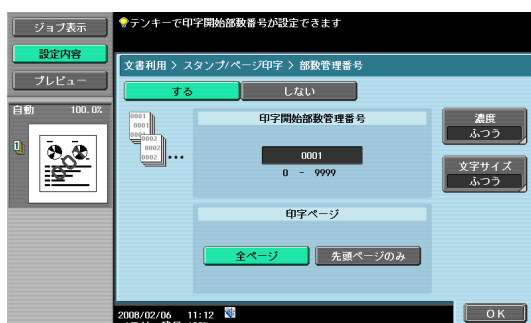 ジョブ表示
テンキーで印字開始部数番号が設定できます
設定内容
プレビュー
文書利用 > スタンプ/ページ印字 > 部数管理番号
する
しない
自動 100.0%
印字開始部数管理番号
濃度
ふつう
0001
0001
0002
0002
0002
0001
0 - 9999
文字サイズ
ふつう
印字ページ
全ページ
先頭ページのみ
2008/02/06 11:12
OK